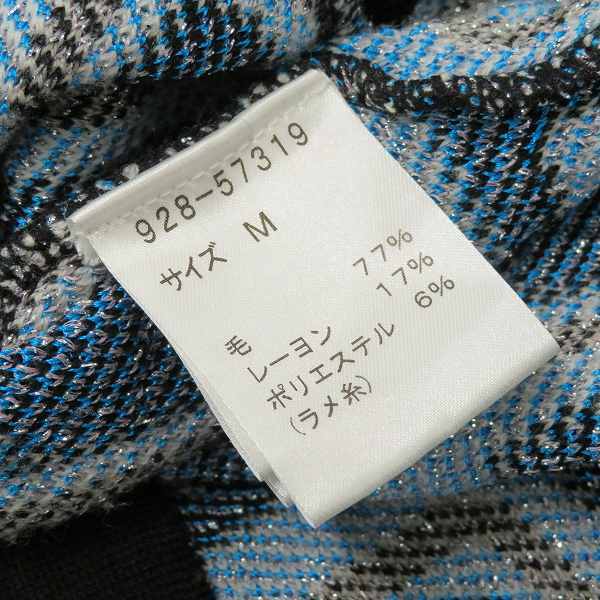 928-57319
サイズ M
毛 77%
レーヨン 17%
ポリエステル 6%
(ラメ糸)